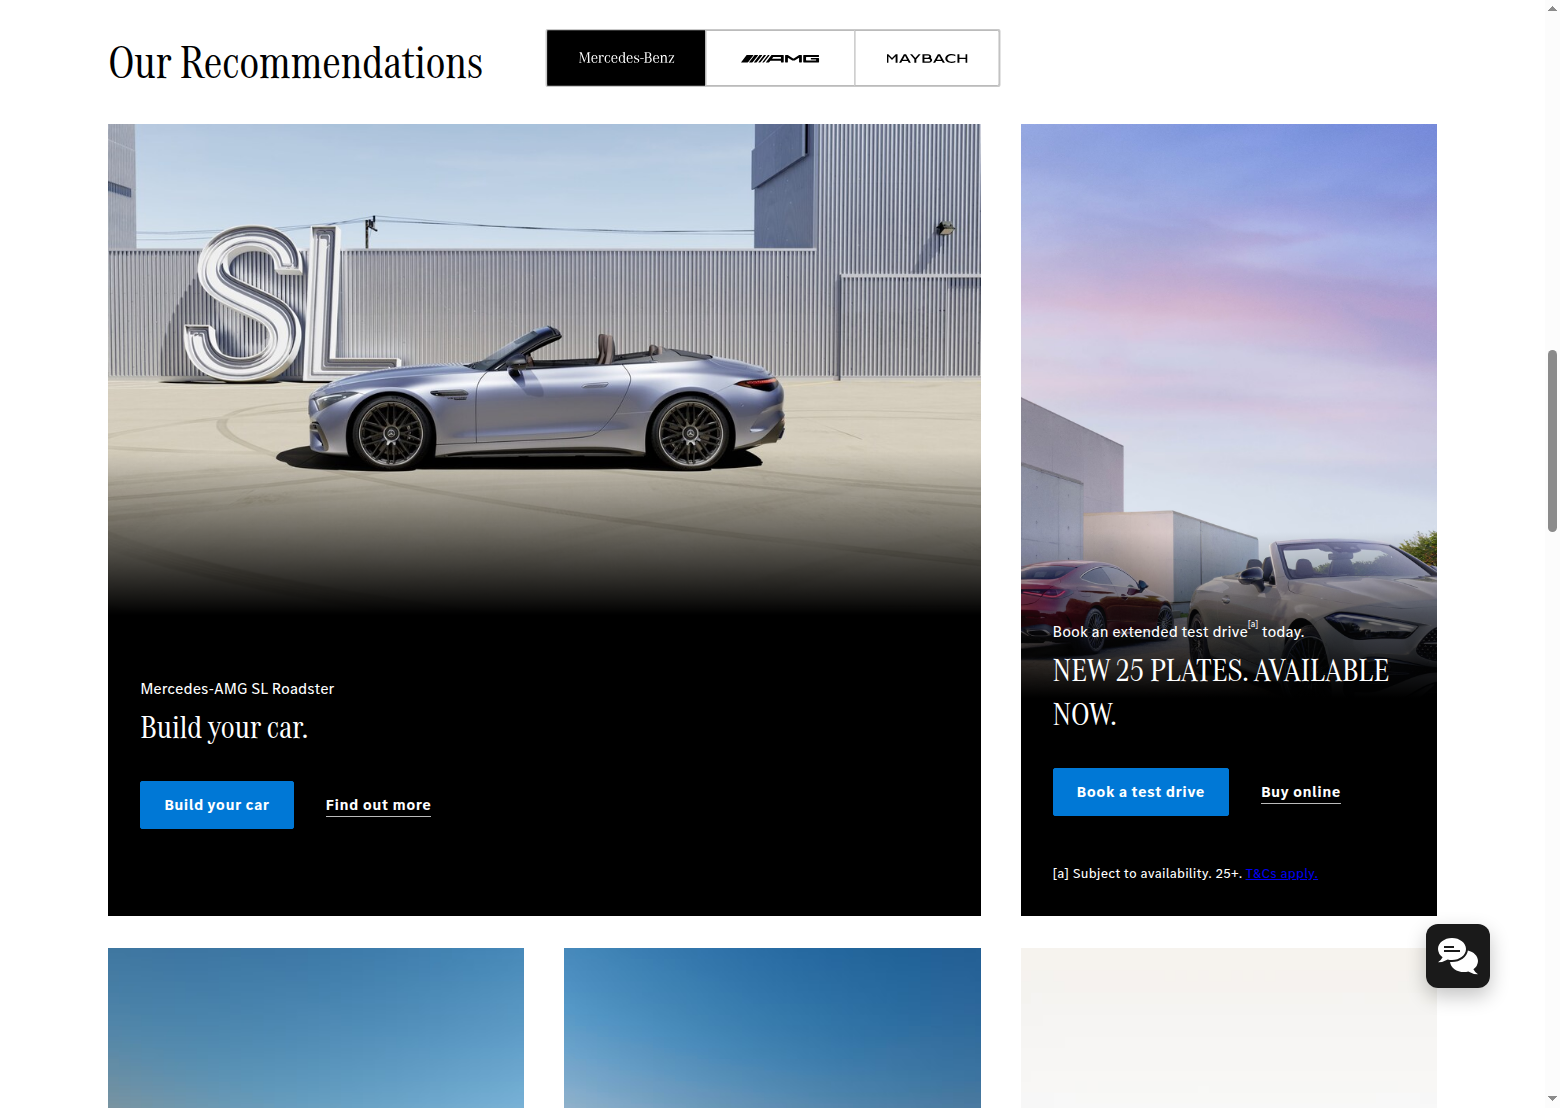 Our Recommendations
Mercedes-Benz
AMG
MAYBACH
SL
Mercedes-AMG SL Roadster
Build your car.
Build your car
Find out more
Book an extended test drive[a] today.
NEW 25 PLATES. AVAILABLE
NOW.
Book a test drive
Buy online
[a] Subject to availability. 25+. T&Cs apply.